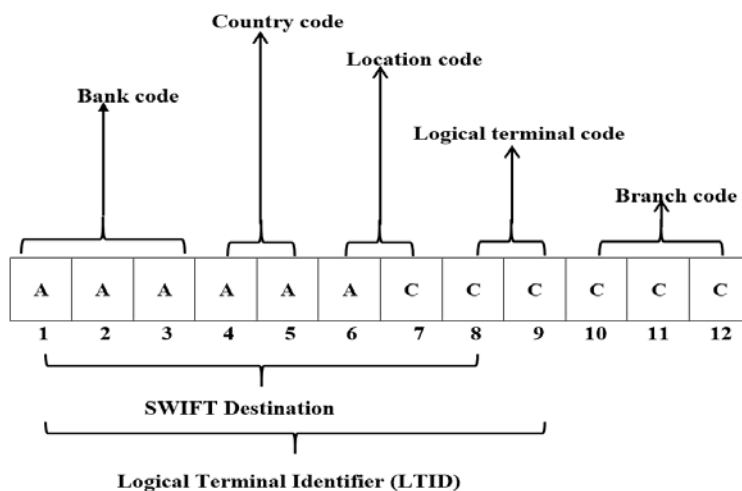 Country code
Location code
Bank code
Logical terminal code
Branch code
A A A A A A C C C C C C
1 2 3 4 5 6 7 8 9 10 11 12
SWIFT Destination
Logical Terminal Identifier (LTID)